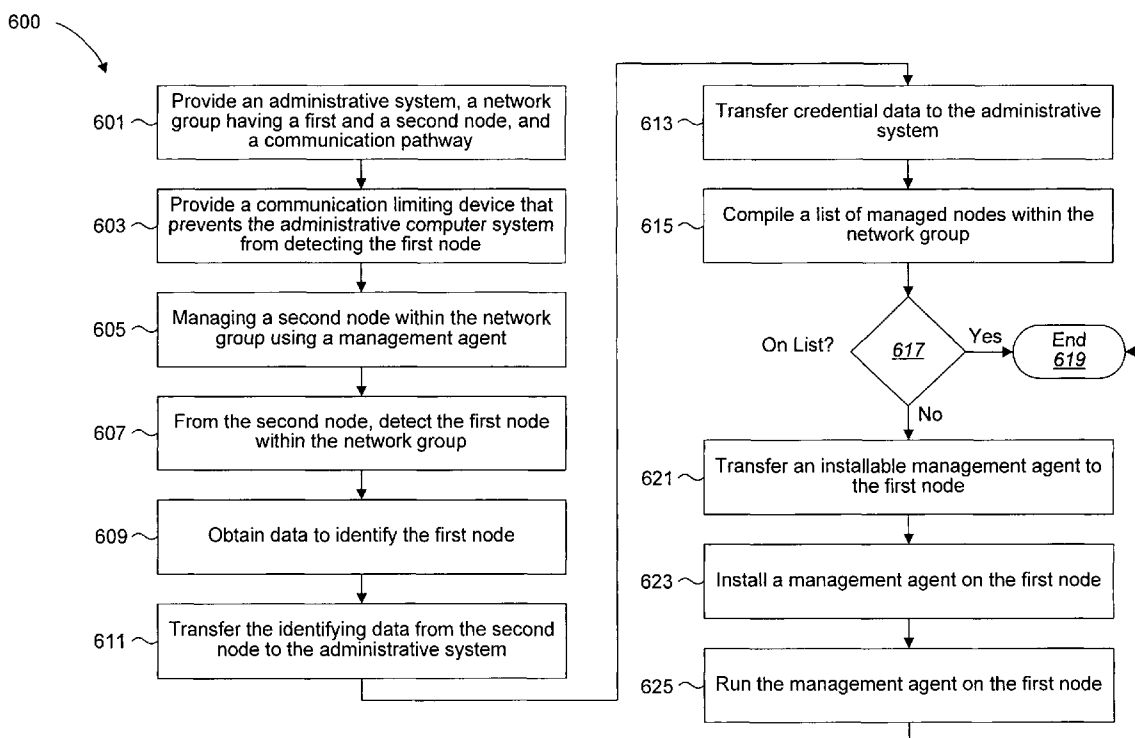 600
601
Provide an administrative system, a network
group having a first and a second node, and
a communication pathway
603
Provide a communication limiting device that
prevents the administrative computer system
from detecting the first node
605
Managing a second node within the network
group using a management agent
607
From the second node, detect the first node
within the network group
609
Obtain data to identify the first node
611
Transfer the identifying data from the second
node to the administrative system
613
Transfer credential data to the administrative
system
615
Compile a list of managed nodes within the
network group
On List?
617
Yes
End
619
No
621
Transfer an installable management agent to
the first node
623
Install a management agent on the first node
625
Run the management agent on the first node